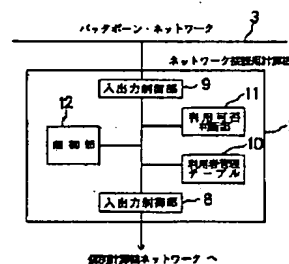 バックボーン・ネットワーク
3
ネットワーク接続用計算機
9
入出力制御部
12
11
制御部
利用可否
判断部
10
利用者管理
テーブル
入出力制御部
8
個別計算機ネットワーク へ